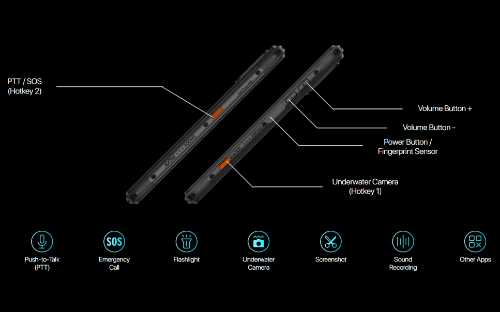 PTT / SOS
(Hotkey 2)
Volume Button +
Volume Button −
Power Button /
Fingerprint Sensor
Underwater Camera
(Hotkey 1)
SOS
Push-to-Talk
(PTT)
Emergency
Call
Flashlight
Underwater
Camera
Screenshot
Sound
Recording
Other Apps